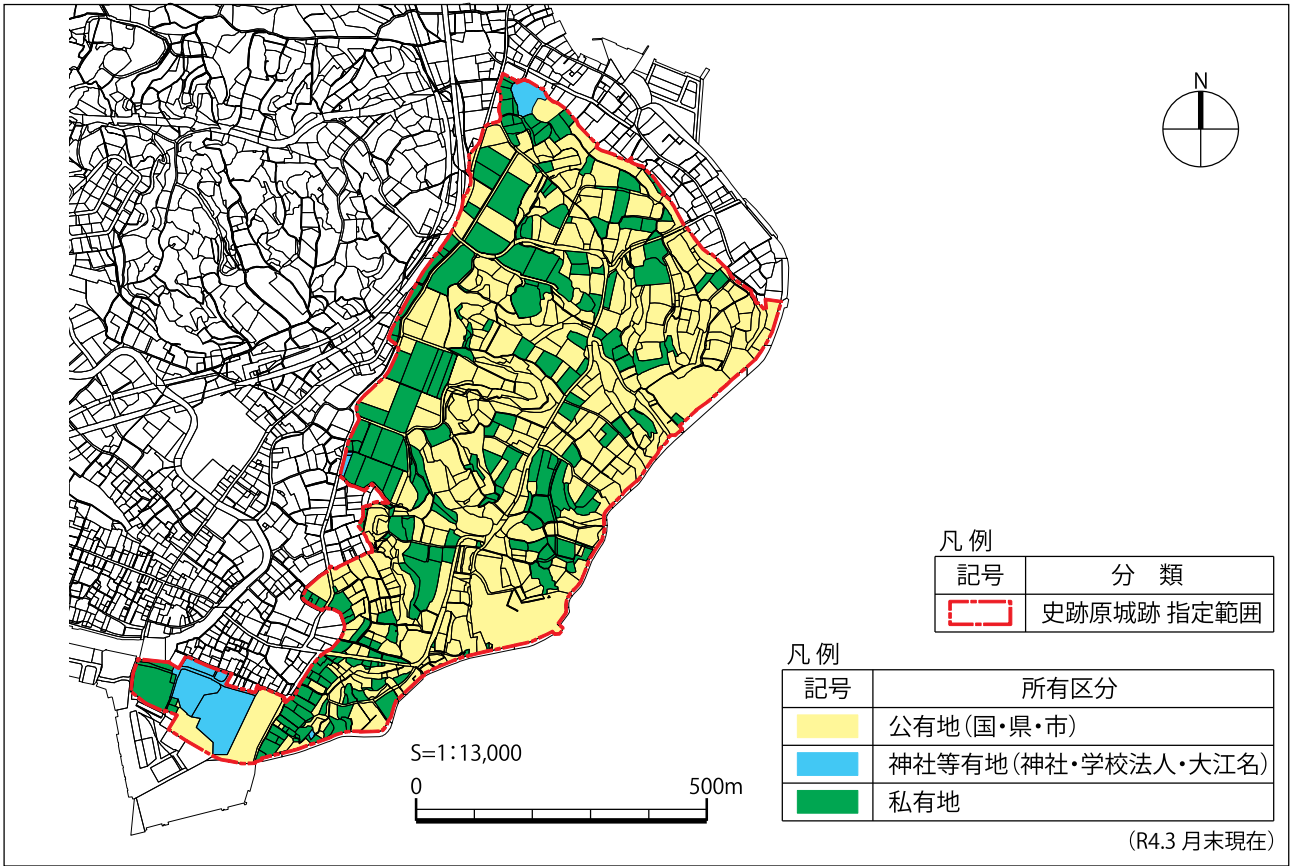 N
凡例
記号 分 類
史跡原城跡 指定範囲
凡例
記号 所有区分
公有地(国・県・市)
神社等有地(神社・学校法人・大江名)
私有地
S=1:13,000
0 500m
(R4.3 月末現在)